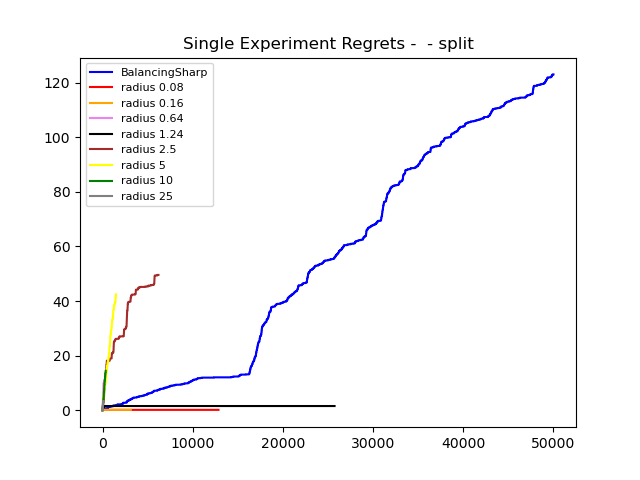 Single Experiment Regrets -  - split
BalancingSharp
radius 0.08
radius 0.16
radius 0.64
radius 1.24
radius 2.5
radius 5
radius 10
radius 25
120
100
80
60
40
20
0
0 10000 20000 30000 40000 50000